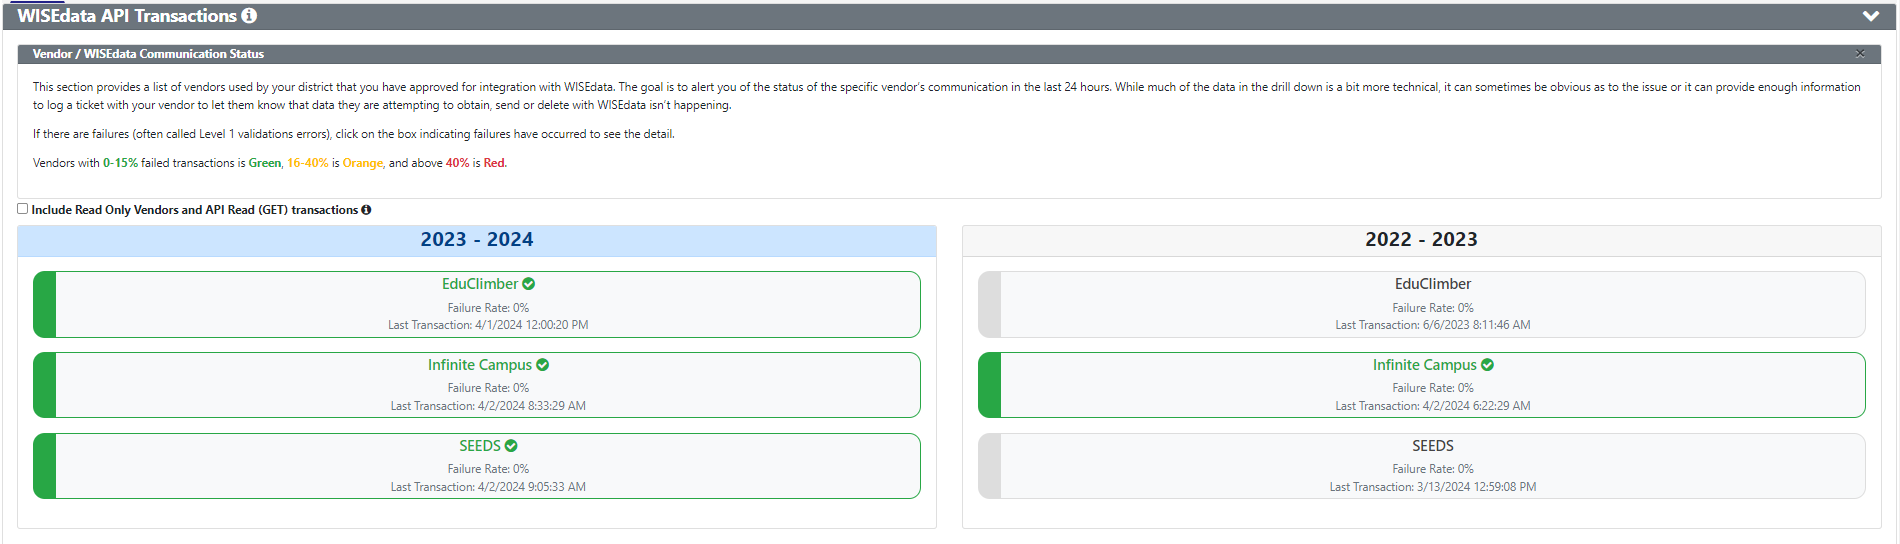 WISEdata API Transactions
Vendor / WISEdata Communication Status
This section provides a list of vendors used by your district that you have approved for integration with WISEdata. The goal is to alert you of the status of the specific vendor's communication in the last 24 hours. While much of the data in the drill down is a bit more technical, it can sometimes be obvious as to the issue or it can provide enough information
to log a ticket with your vendor to let them know that data they are attempting to obtain, send or delete with WISEdata isn't happening.
If there are failures (often called Level 1 validations errors), click on the box indicating failures have occurred to see the detail.
Vendors with 0-15% failed transactions is Green, 16-40% is Orange, and above 40% is Red.
Include Read Only Vendors and API Read (GET) transactions
2023 - 2024
EduClimber
Failure Rate: 0%
Last Transaction: 4/1/2024 12:00:20 PM
Infinite Campus
Failure Rate: 0%
Last Transaction: 4/2/2024 8:33:29 AM
SEEDS
Failure Rate: 0%
Last Transaction: 4/2/2024 9:05:33 AM
2022 - 2023
EduClimber
Failure Rate: 0%
Last Transaction: 6/6/2023 8:11:46 AM
Infinite Campus
Failure Rate: 0%
Last Transaction: 4/2/2024 6:22:29 AM
SEEDS
Failure Rate: 0%
Last Transaction: 3/13/2024 12:59:08 PM